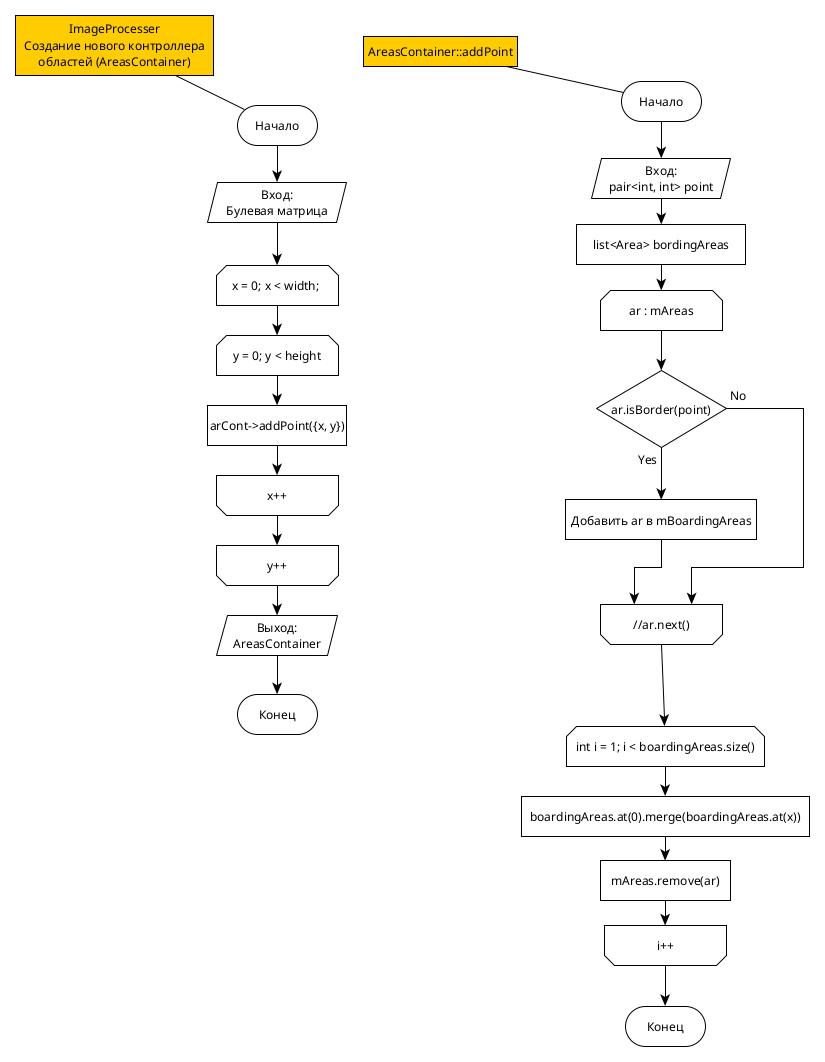 ImageProcesser
Создание нового контроллера
областей (AreasContainer)
Начало
Вход:
Булевая матрица
x = 0; x < width;
y = 0; y < height
arCont->addPoint({x, y})
x++
y++
Выход:
AreasContainer
Конец
AreasContainer::addPoint
Начало
Вход:
pair<int, int> point
list<Area> bordingAreas
ar : mAreas
ar.isBorder(point)
No
Yes
Добавить ar в mBoardingAreas
//ar.next()
int i = 1; i < boardingAreas.size()
boardingAreas.at(0).merge(boardingAreas.at(x))
mAreas.remove(ar)
i++
Конец